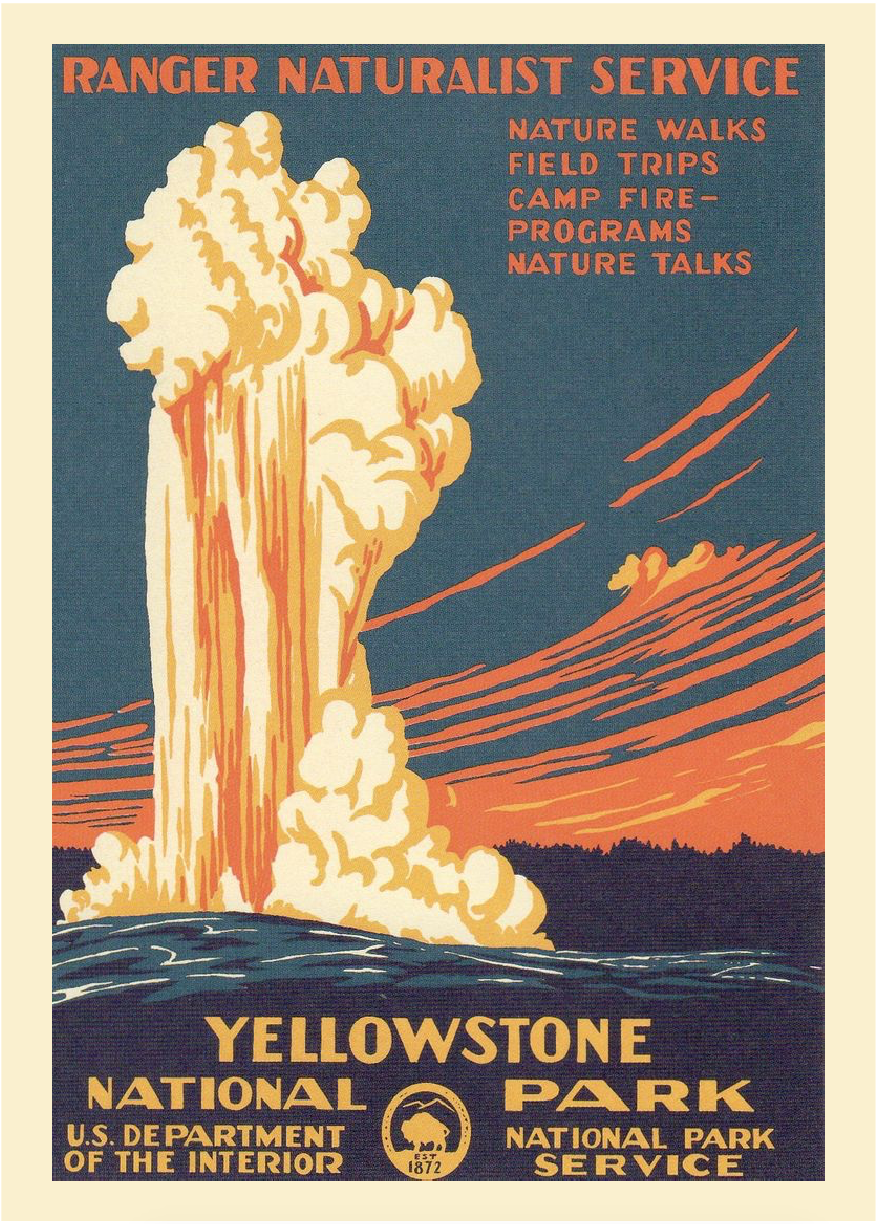 RANGER NATURALIST SERVICE
NATURE WALKS
FIELD TRIPS
CAMP FIRE-
PROGRAMS
NATURE TALKS
YELLOWSTONE
NATIONAL PARK
U.S. DEPARTMENT
OF THE INTERIOR
EST
1872
NATIONAL PARK
SERVICE